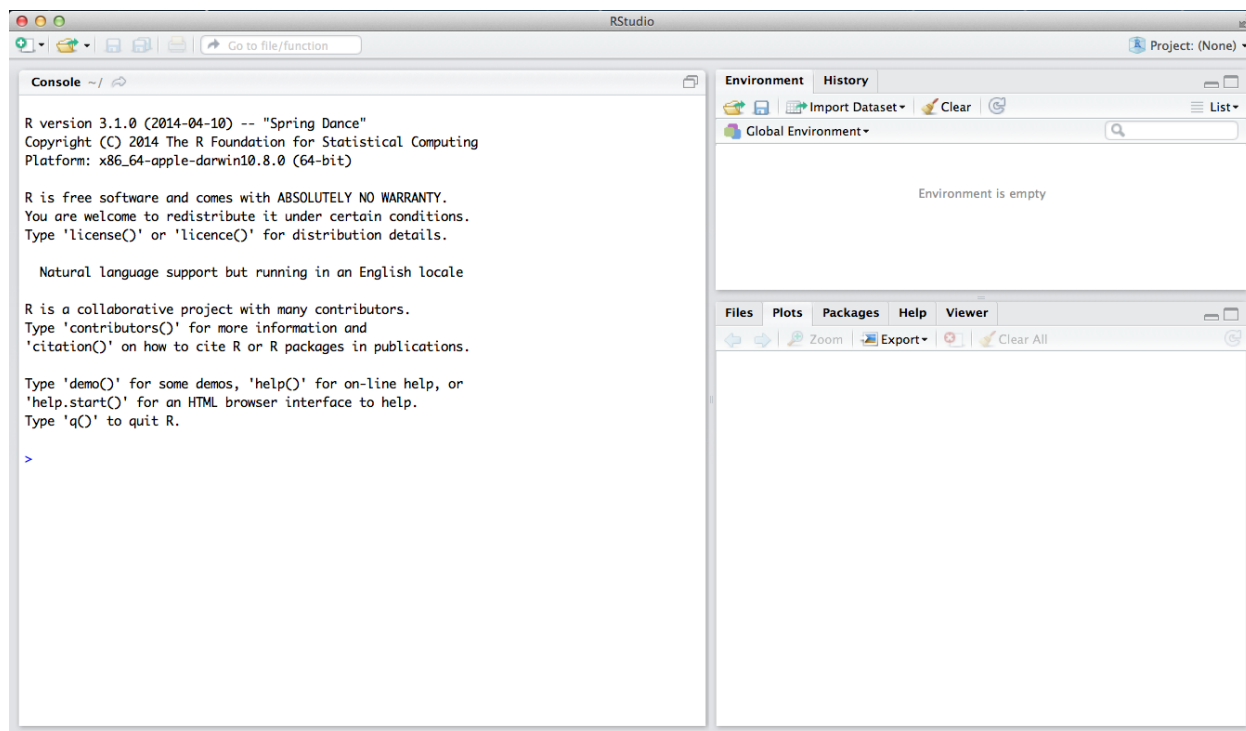 RStudio
Go to file/function
Project: (None)
Console ~/
R version 3.1.0 (2014-04-10) -- "Spring Dance"
Copyright (C) 2014 The R Foundation for Statistical Computing
Platform: x86_64-apple-darwin10.8.0 (64-bit)
R is free software and comes with ABSOLUTELY NO WARRANTY.
You are welcome to redistribute it under certain conditions.
Type 'license()' or 'licence()' for distribution details.
Natural language support but running in an English locale
R is a collaborative project with many contributors.
Type 'contributors()' for more information and
'citation()' on how to cite R or R packages in publications.
Type 'demo()' for some demos, 'help()' for on-line help, or
'help.start()' for an HTML browser interface to help.
Type 'q()' to quit R.
>
Environment History
Import Dataset Clear List
Global Environment
Environment is empty
Files Plots Packages Help Viewer
Zoom Export Clear All